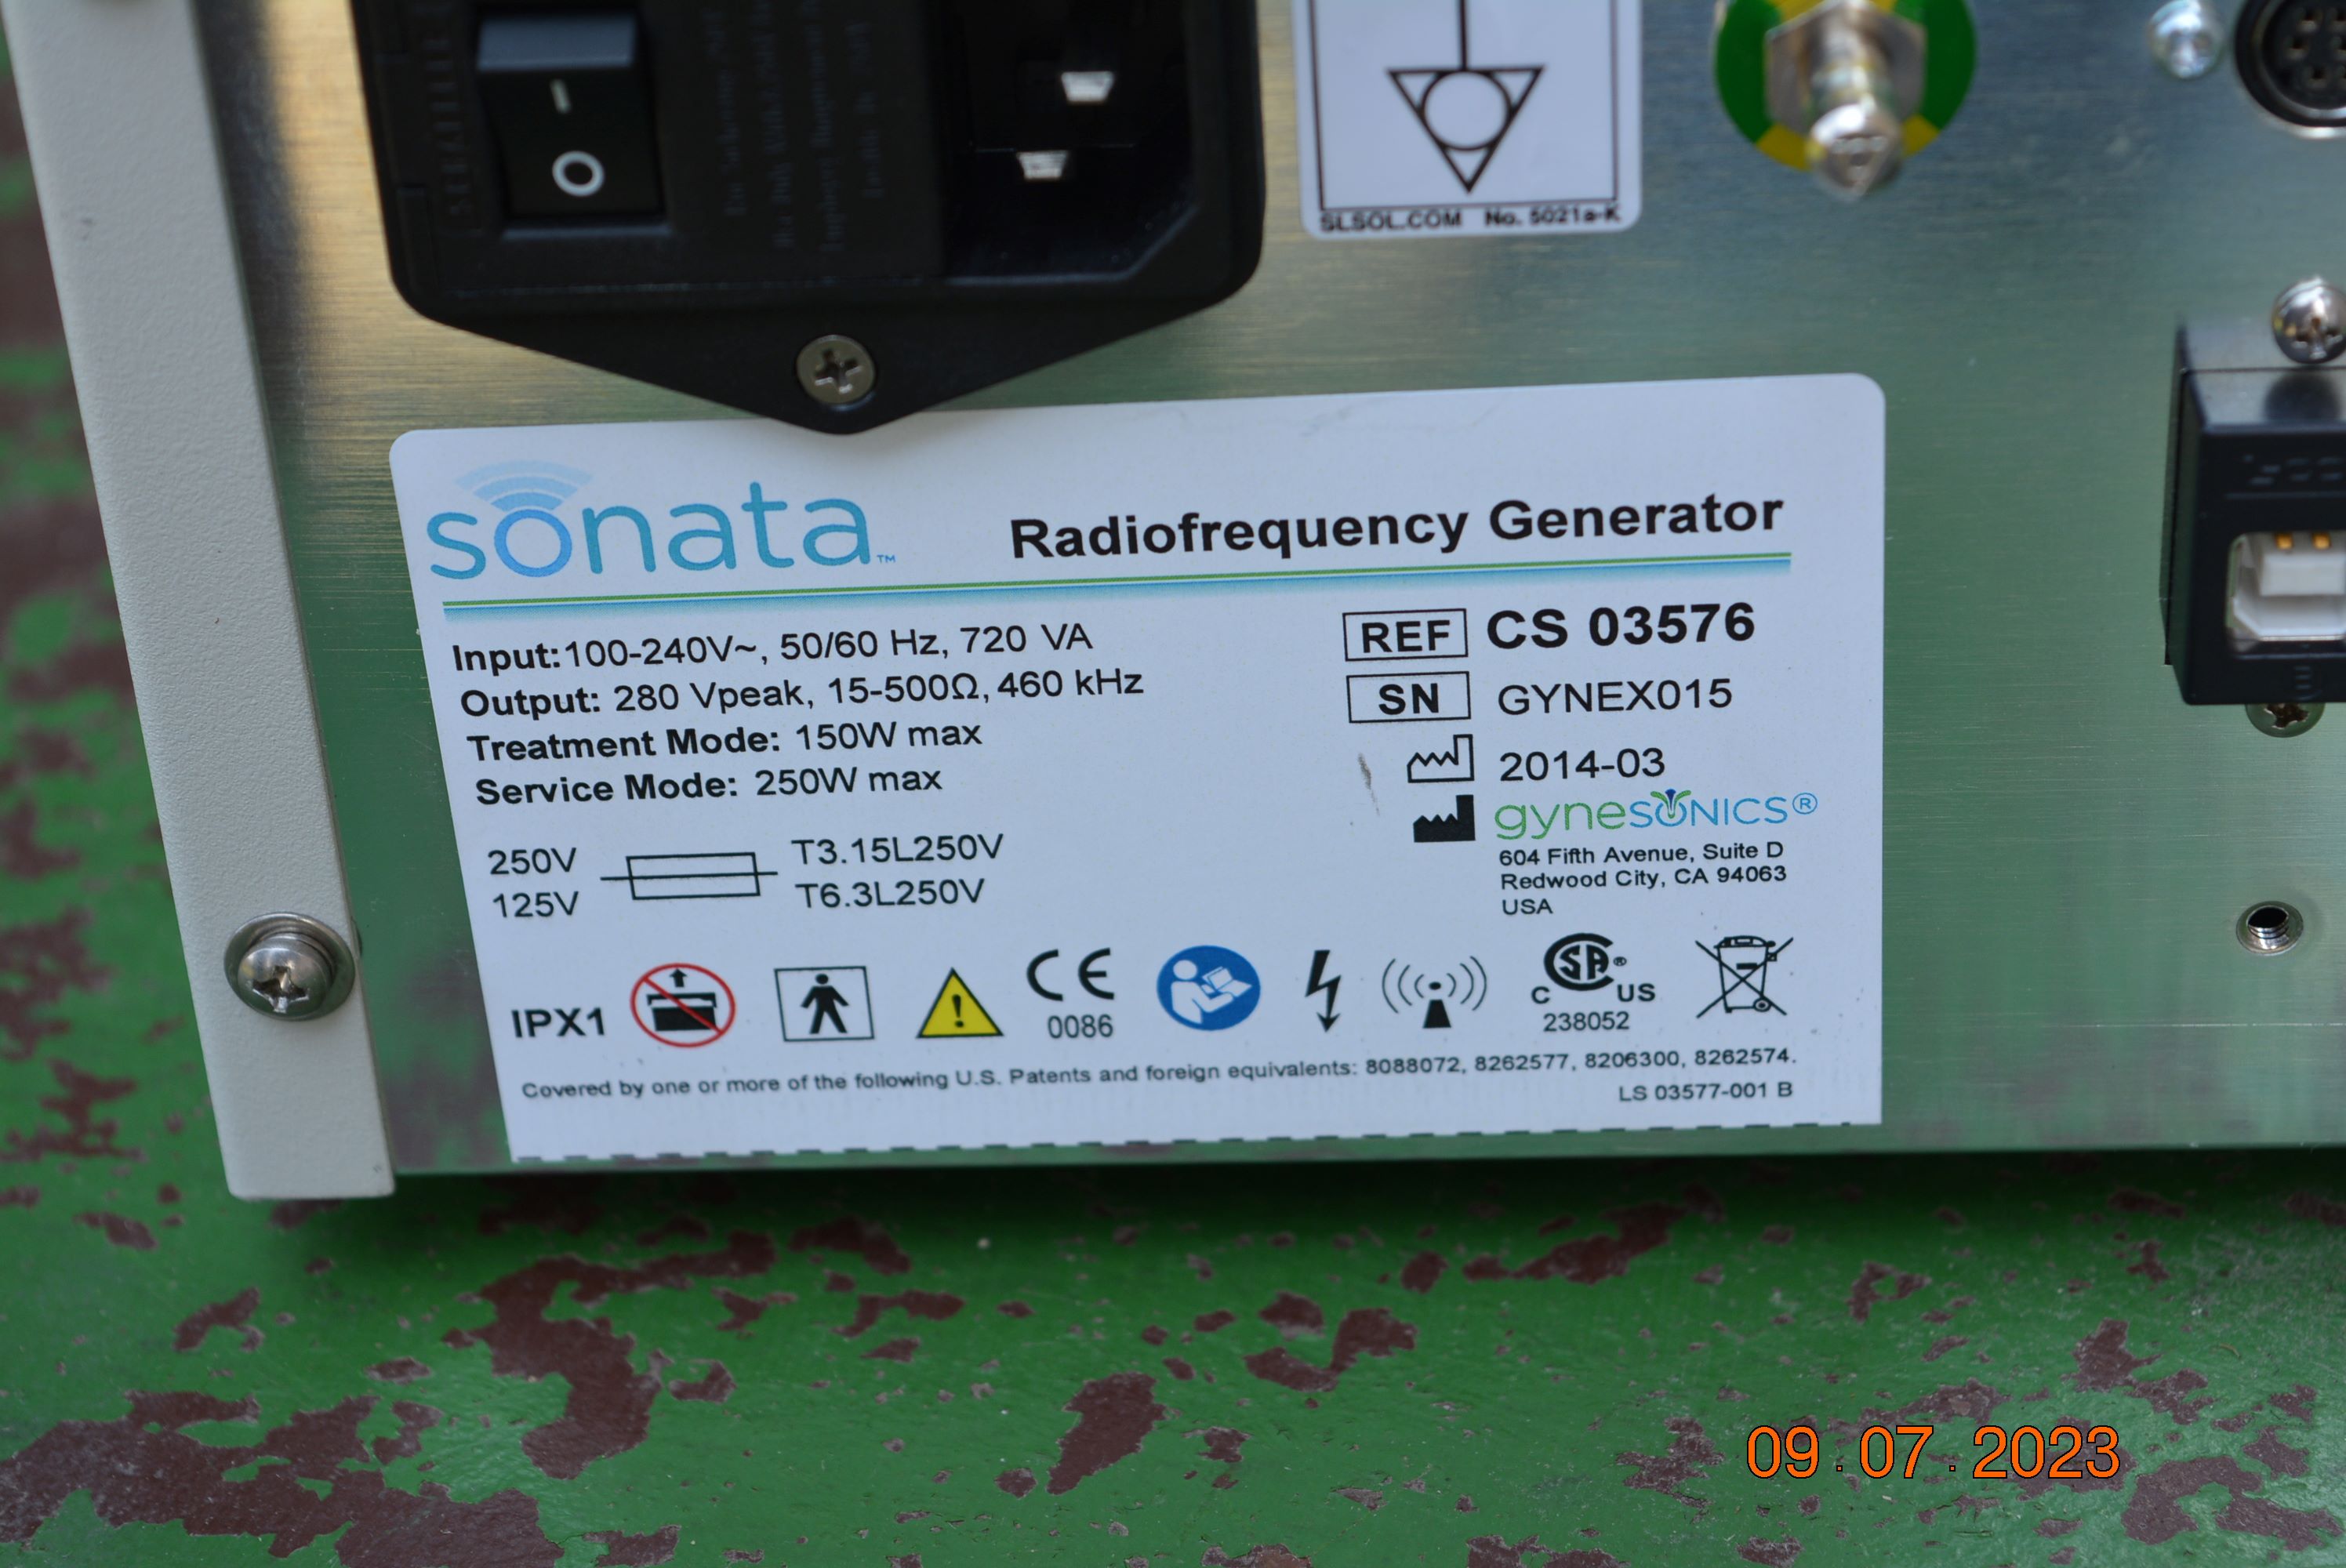 SLSOL.COM No. 5021a-K
sonata™
Radiofrequency Generator
Input:100-240V~, 50/60 Hz, 720 VA
Output: 280 Vpeak, 15-500Ω, 460 kHz
Treatment Mode: 150W max
Service Mode: 250W max
250V T3.15L250V
125V T6.3L250V
REF CS 03576
SN GYNEX015
2014-03
gynesonics®
604 Fifth Avenue, Suite D
Redwood City, CA 94063
USA
IPX1
CE
0086
CSA®
C US
238052
Covered by one or more of the following U.S. Patents and foreign equivalents: 8088072, 8262577, 8206300, 8262574.
LS 03577-001 B
09.07.2023